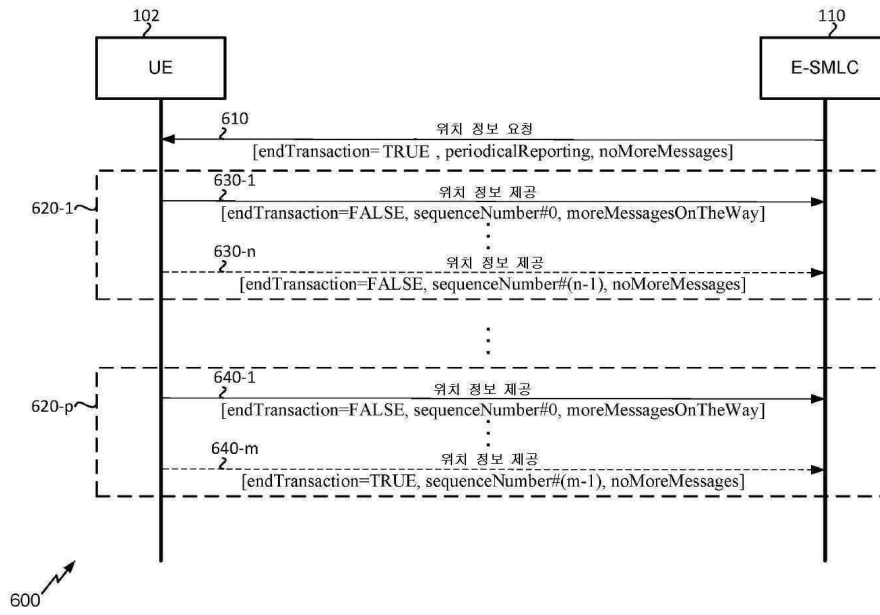 102
110
UE
E-SMLC
610
위치 정보 요청
[endTransaction= TRUE , periodicalReporting, noMoreMessages]
620-1
630-1
위치 정보 제공
[endTransaction=FALSE, sequenceNumber#0, moreMessagesOnTheWay]
630-n
위치 정보 제공
[endTransaction=FALSE, sequenceNumber#(n-1), noMoreMessages]
620-p
640-1
위치 정보 제공
[endTransaction=FALSE, sequenceNumber#0, moreMessagesOnTheWay]
640-m
위치 정보 제공
[endTransaction=TRUE, sequenceNumber#(m-1), noMoreMessages]
600